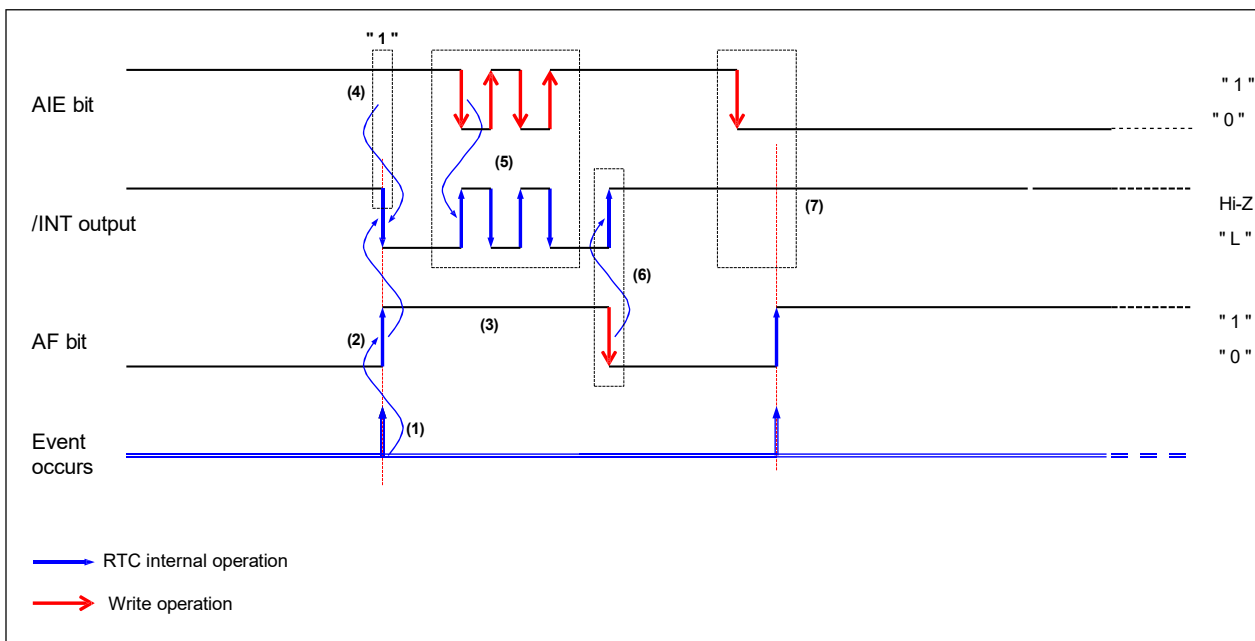 " 1 "
AIE bit
(4)
" 1 "
" 0 "
(5)
/INT output
(7)
Hi-Z
" L "
(6)
AF bit
(2)
(3)
" 1 "
" 0 "
Event
occurs
(1)
RTC internal operation
Write operation